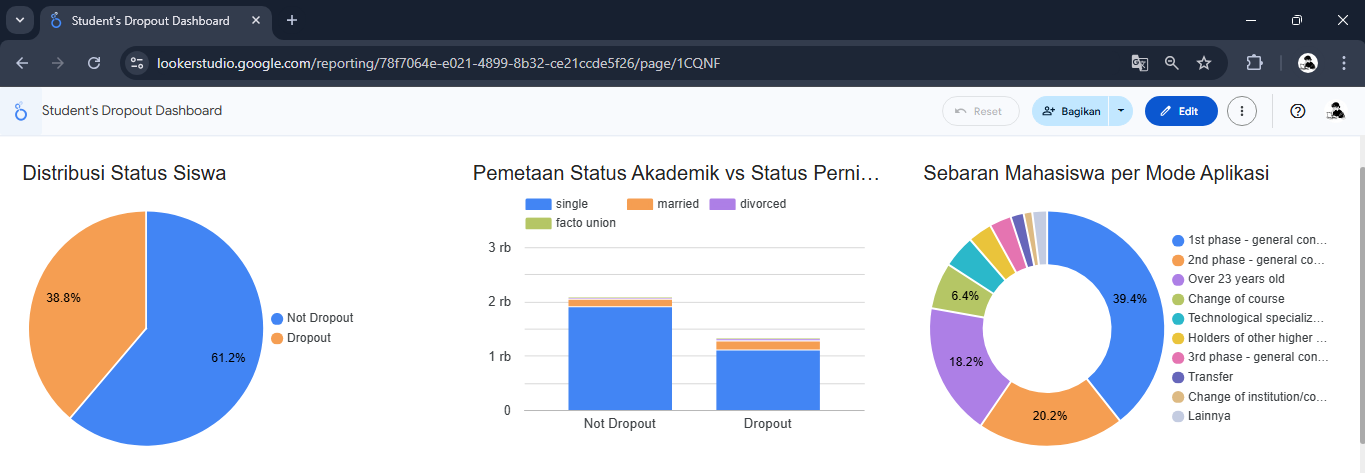 Student's Dropout Dashboard
lookerstudio.google.com/reporting/78f7064e-e021-4899-8b32-ce21ccde5f26/page/1CQNF
Student's Dropout Dashboard
Reset
Bagikan
Edit
Distribusi Status Siswa
38.8%
61.2%
Not Dropout
Dropout
Pemetaan Status Akademik vs Status Perni…
single married divorced
facto union
3 rb
2 rb
1 rb
0
Not Dropout Dropout
Sebaran Mahasiswa per Mode Aplikasi
39.4%
6.4%
18.2%
20.2%
1st phase - general con…
2nd phase - general co…
Over 23 years old
Change of course
Technological specializ…
Holders of other higher …
3rd phase - general con…
Transfer
Change of institution/co…
Lainnya